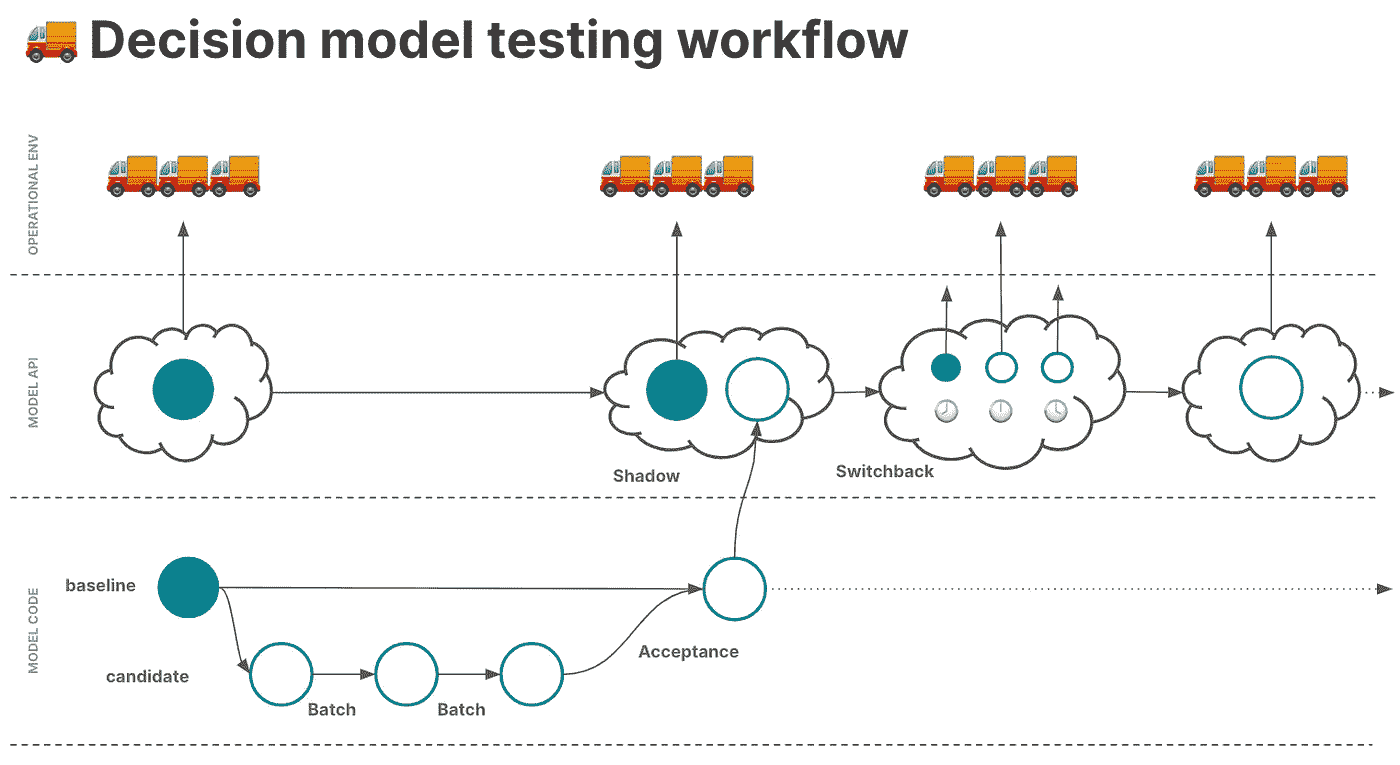 Decision model testing workflow
OPERATIONAL ENV
MODEL API
Shadow
Switchback
MODEL CODE
baseline
candidate
Acceptance
Batch
Batch